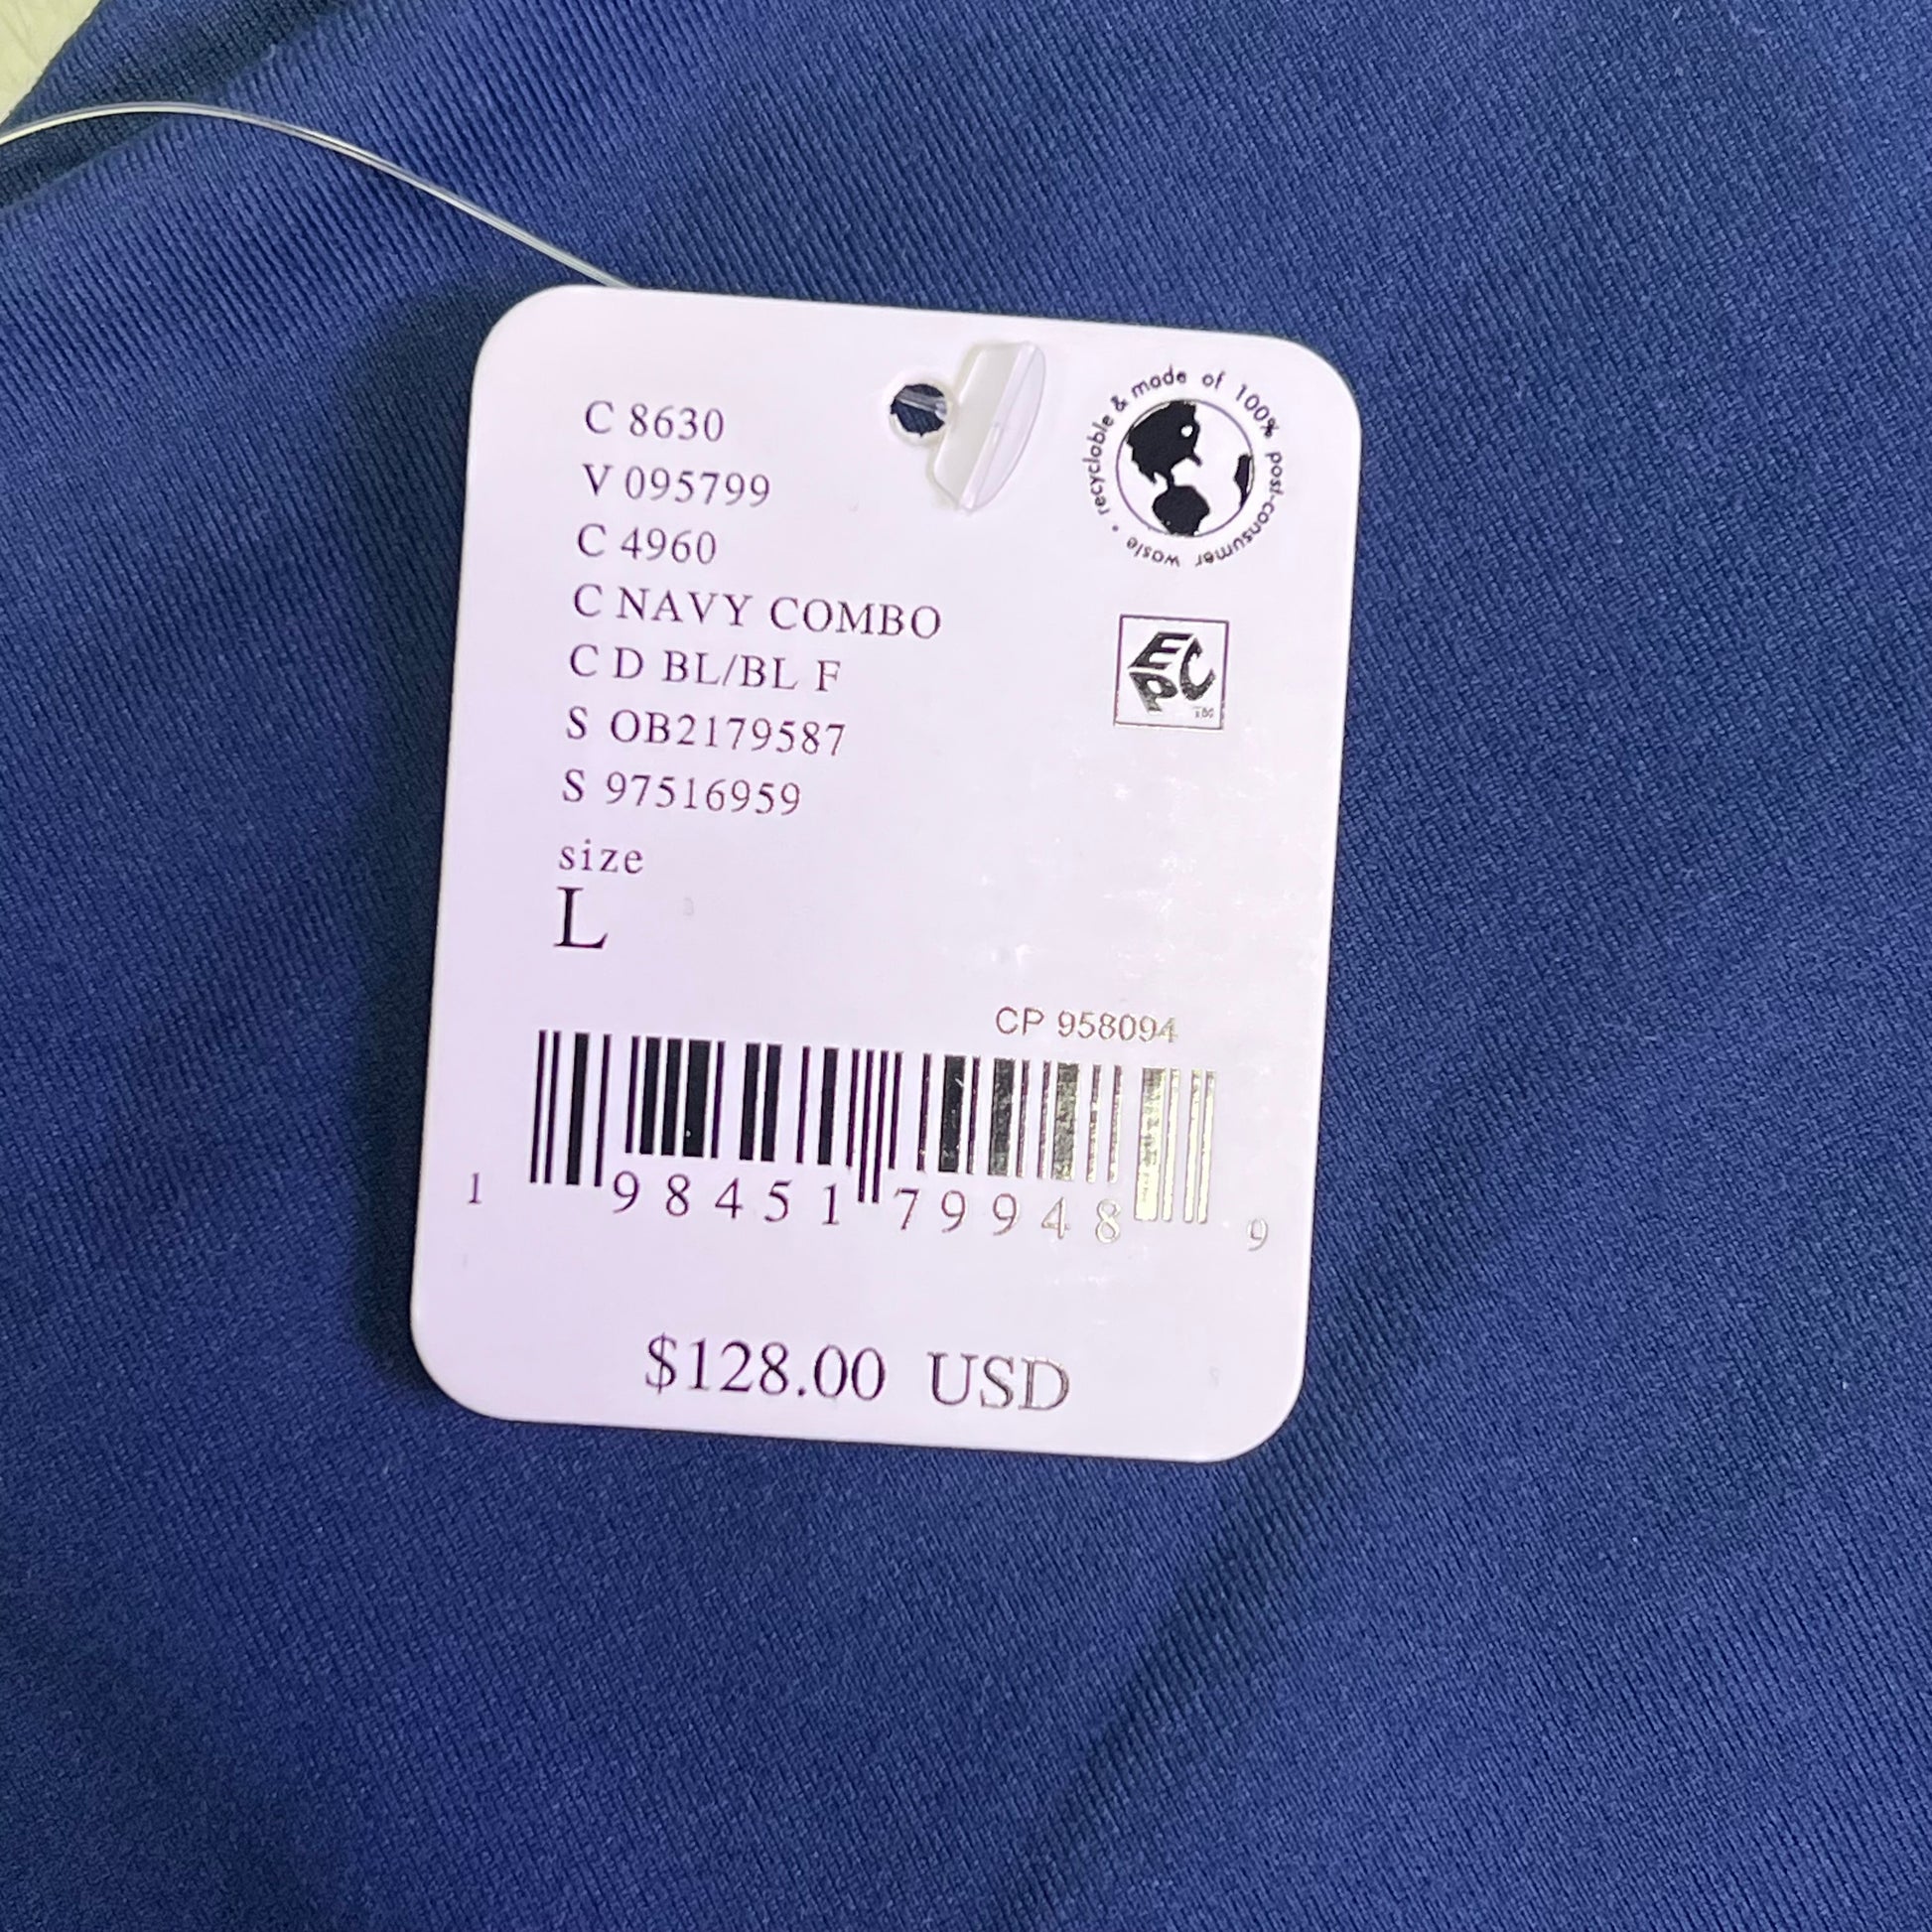 C 8630
V 095799
C 4960
C NAVY COMBO
C D BL/BL F
S OB2179587
S 97516959
size
L
recyclable & made of 100% post-consumer waste •
EPC
CP 958094
1 98451 79948 9
$128.00 USD